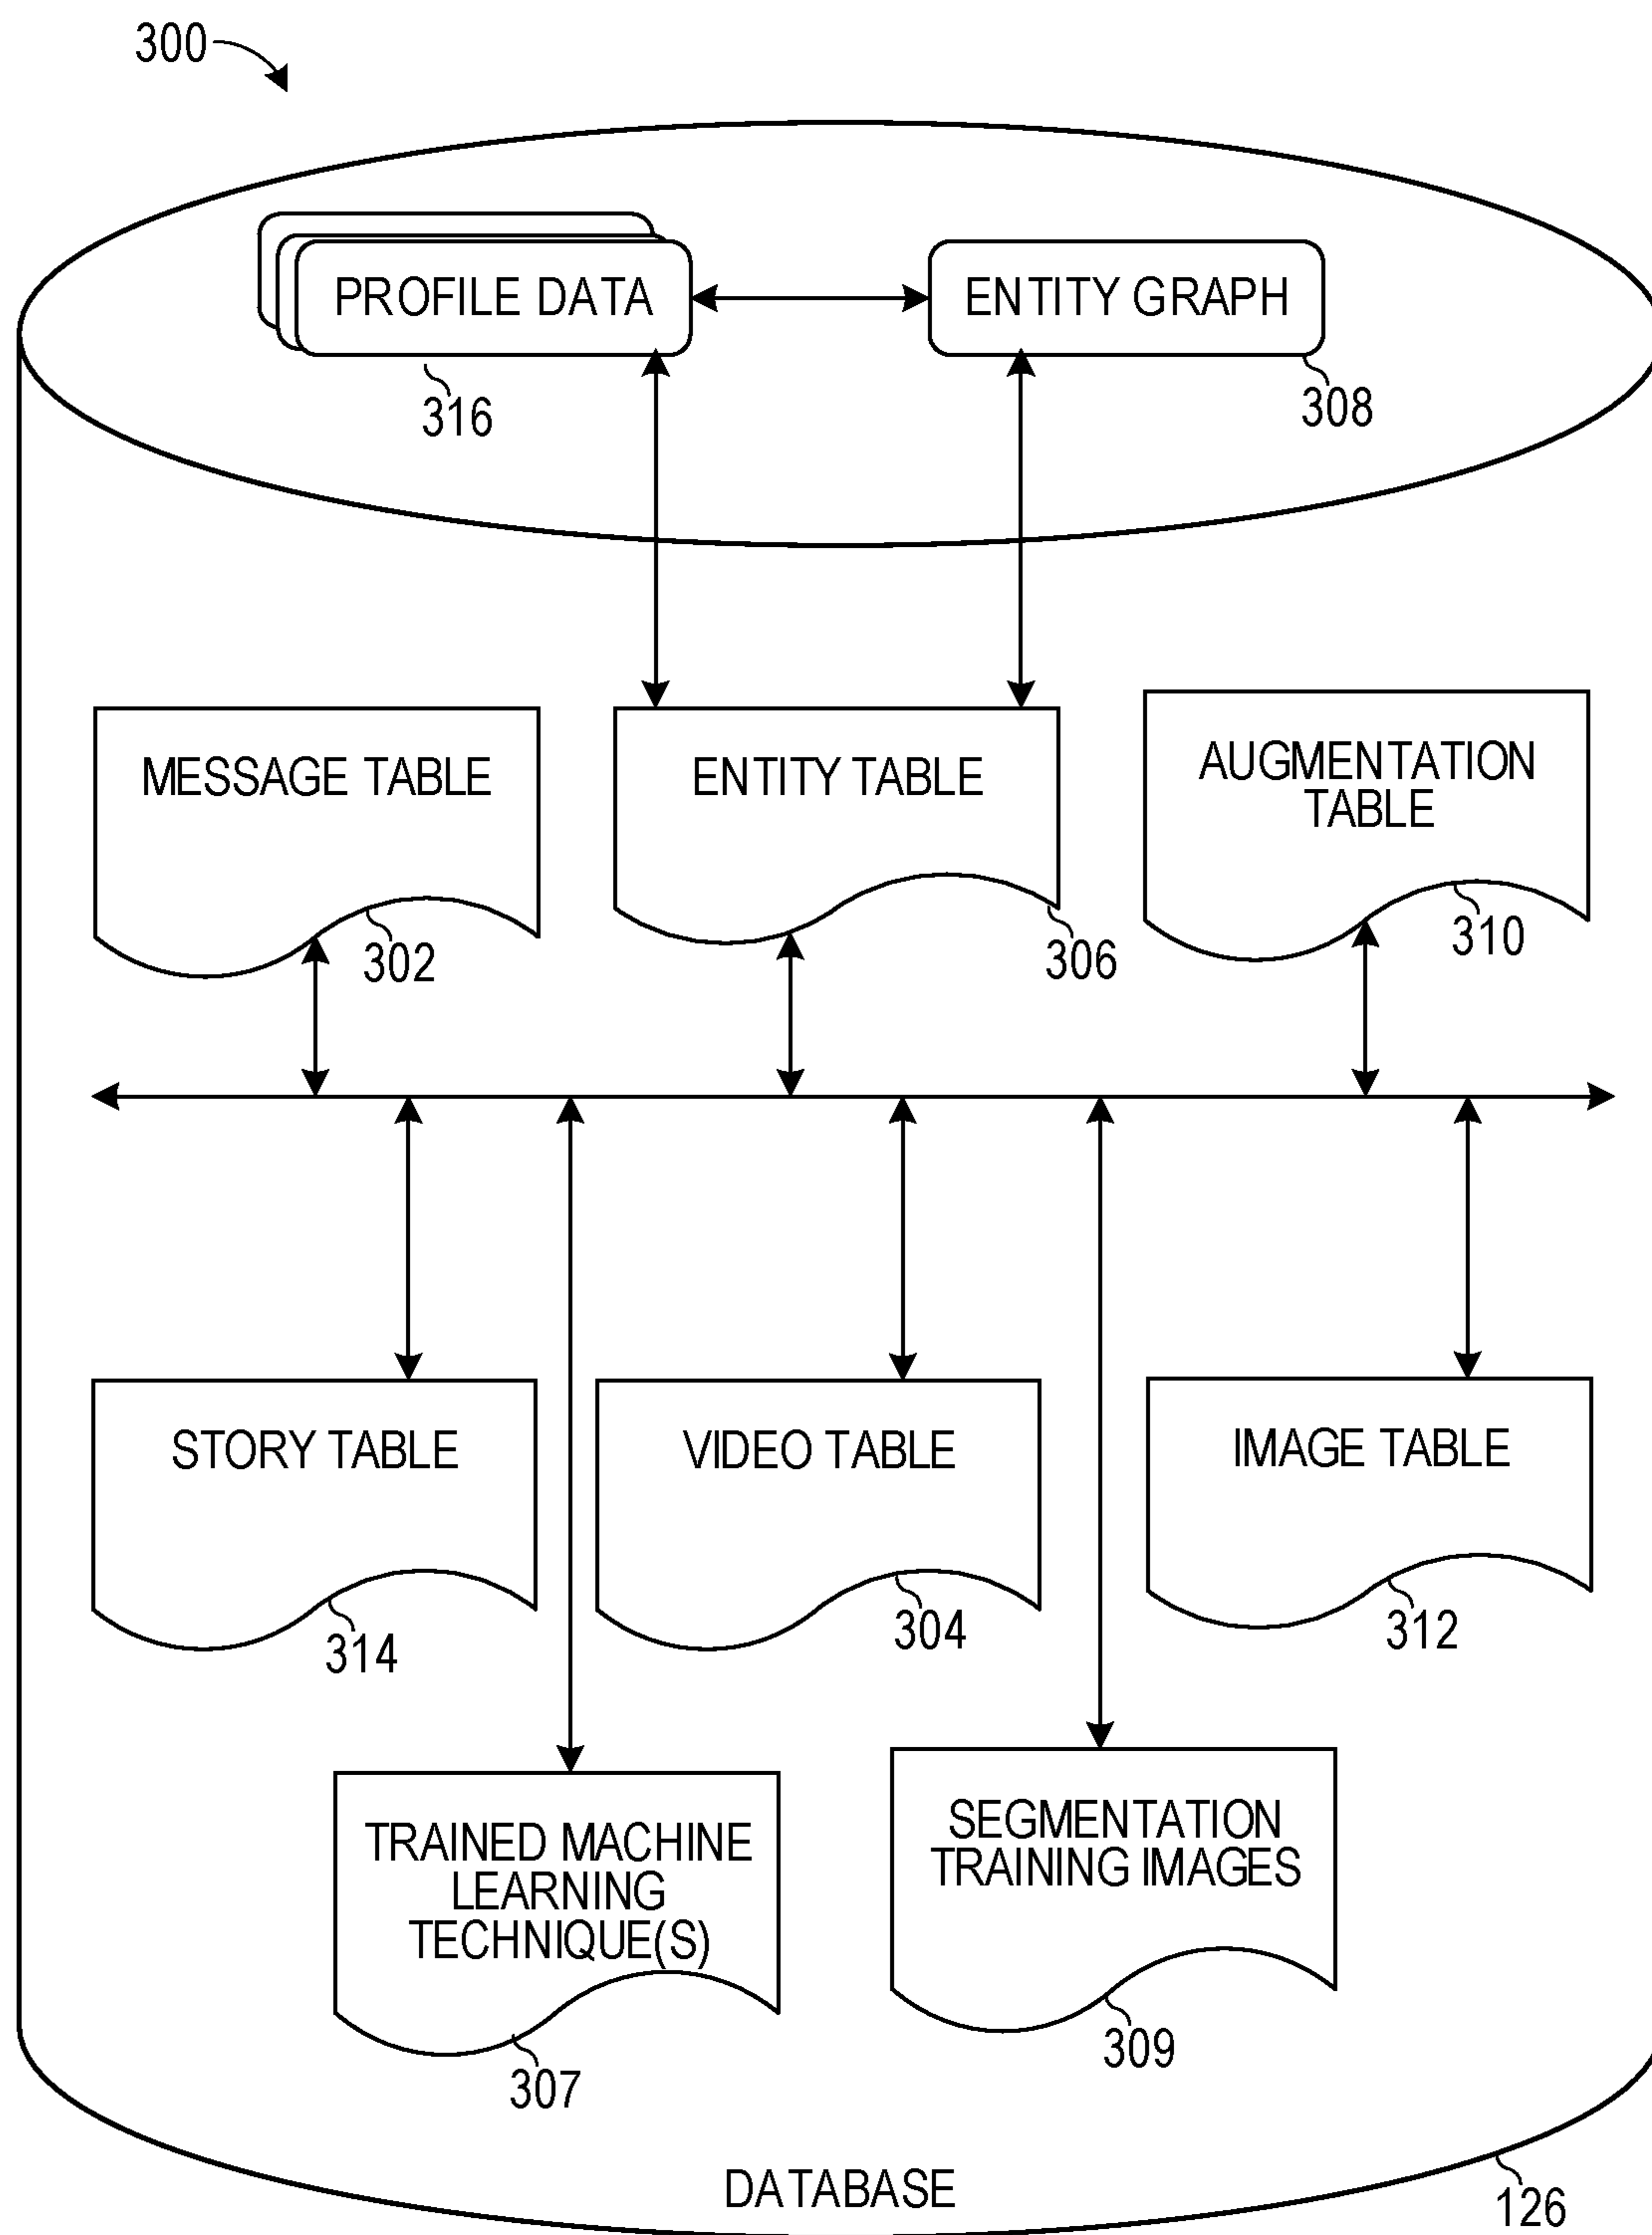 300
PROFILE DATA
ENTITY GRAPH
316
308
MESSAGE TABLE
ENTITY TABLE
AUGMENTATION
TABLE
302
306
310
STORY TABLE
VIDEO TABLE
IMAGE TABLE
314
304
312
TRAINED MACHINE
LEARNING
TECHNIQUE(S)
SEGMENTATION
TRAINING IMAGES
307
309
DATABASE
126